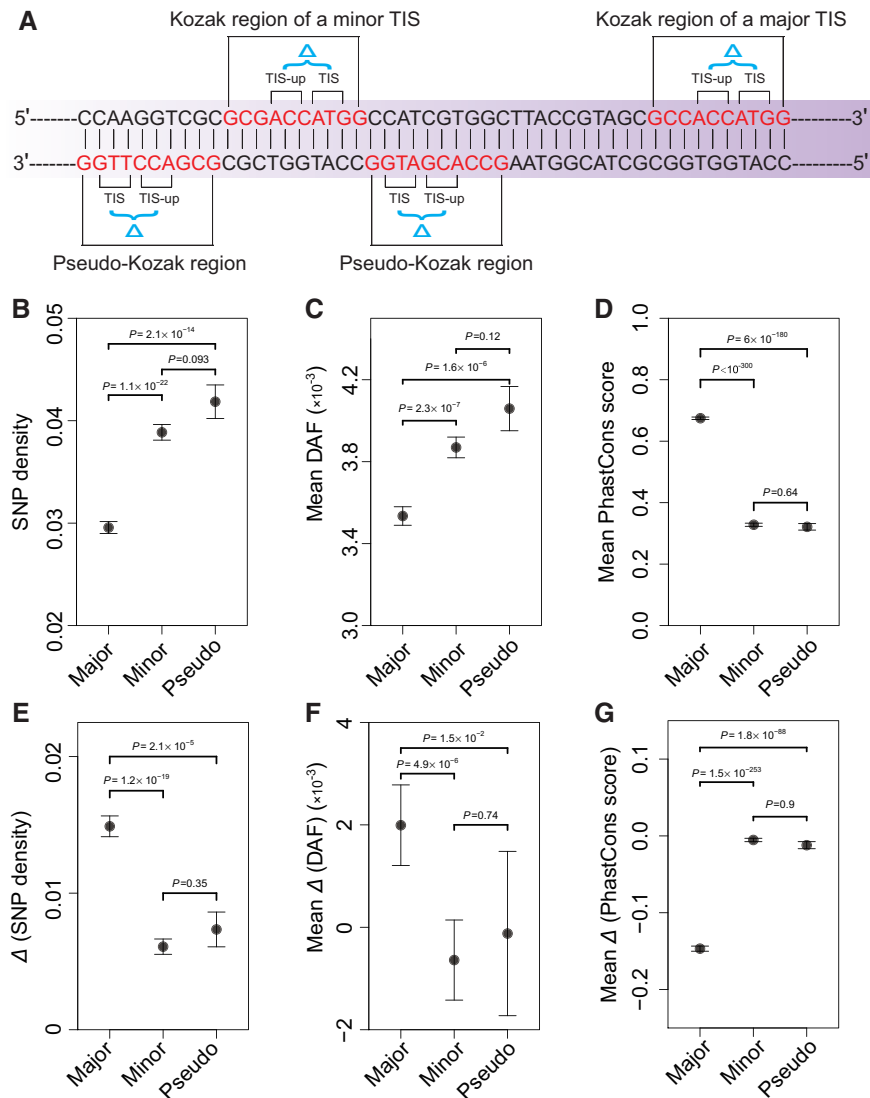 A
Kozak region of a minor TIS
Kozak region of a major TIS
Δ
Δ
TIS-up TIS
TIS-up TIS
5'-------CCAAGGTCGCGCGACCATGGCCATCGTGGCTTACCGTAGCGCCACCATGG-------3'
3'-------GGTTCCAGCGCGCTGGTACCGGTAGCACCGAATGGCATCGCGGTGGTACC-------5'
TIS TIS-up
TIS TIS-up
Δ
Δ
Pseudo-Kozak region
Pseudo-Kozak region
B
SNP density
0.05
0.04
0.03
0.02
P= 2.1× 10⁻¹⁴
P=0.093
P= 1.1× 10⁻²²
Major Minor Pseudo
C
Mean DAF (×10⁻³)
4.2
3.8
3.4
3.0
P=0.12
P= 1.6× 10⁻⁶
P= 2.3× 10⁻⁷
Major Minor Pseudo
D
Mean PhastCons score
1.0
0.8
0.6
0.4
0.2
0.0
P= 6× 10⁻¹⁸⁰
P<10⁻³⁰⁰
P=0.64
Major Minor Pseudo
E
Δ (SNP density)
0.02
0.01
0
P= 2.1× 10⁻⁵
P= 1.2× 10⁻¹⁹
P=0.35
Major Minor Pseudo
F
Mean Δ (DAF) (×10⁻³)
4
2
0
−2
P= 1.5× 10⁻²
P= 4.9× 10⁻⁶
P=0.74
Major Minor Pseudo
G
Mean Δ (PhastCons score)
0.1
0.0
−0.1
−0.2
P= 1.8× 10⁻⁸⁸
P= 1.5× 10⁻²⁵³
P=0.9
Major Minor Pseudo